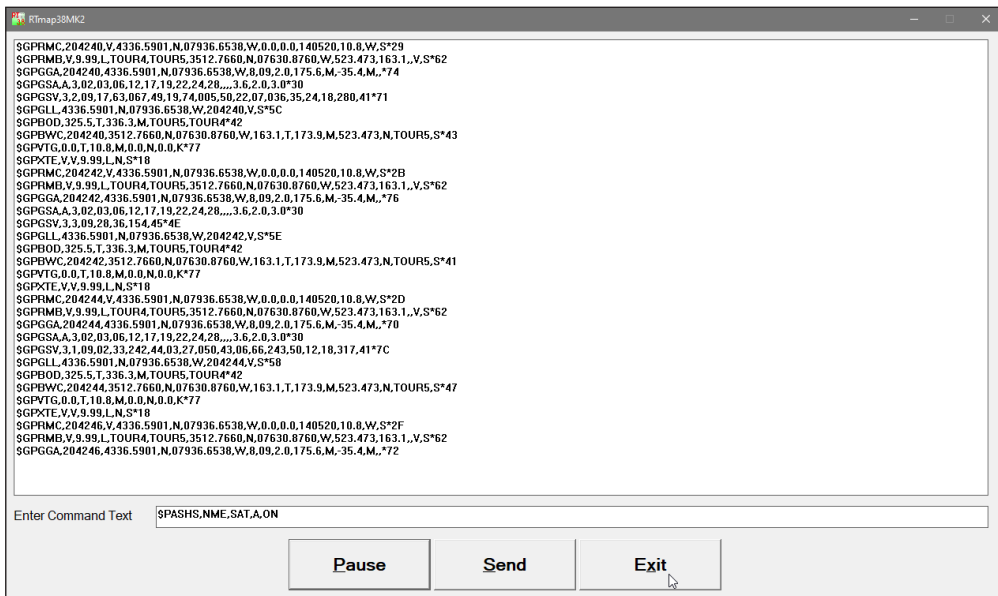 RTmap38MK2
$GPRMC,204240,V,4336.5901,N,07936.6538,W,0.0,0.0,140520,10.8,W,S*29
$GPRMB,V,9.99,L,TOUR4,TOUR5,3512.7660,N,07630.8760,W,523.473,163.1,,V,S*62
$GPGGA,204240,4336.5901,N,07936.6538,W,8,09,2.0,175.6,M,-35.4,M,,*74
$GPGSA,A,3,02,03,06,12,17,19,22,24,28,,,,3.6,2.0,3.0*30
$GPGSV,3,2,09,17,63,067,49,19,74,005,50,22,07,036,35,24,18,280,41*71
$GPGLL,4336.5901,N,07936.6538,W,204240,V,S*5C
$GPBOD,325.5,T,336.3,M,TOUR5,TOUR4*42
$GPBWC,204240,3512.7660,N,07630.8760,W,163.1,T,173.9,M,523.473,N,TOUR5,S*43
$GPVTG,0.0,T,10.8,M,0.0,N,0.0,K*77
$GPXTE,V,V,9.99,L,N,S*18
$GPRMC,204242,V,4336.5901,N,07936.6538,W,0.0,0.0,140520,10.8,W,S*2B
$GPRMB,V,9.99,L,TOUR4,TOUR5,3512.7660,N,07630.8760,W,523.473,163.1,,V,S*62
$GPGGA,204242,4336.5901,N,07936.6538,W,8,09,2.0,175.6,M,-35.4,M,,*76
$GPGSA,A,3,02,03,06,12,17,19,22,24,28,,,,3.6,2.0,3.0*30
$GPGSV,3,3,09,28,36,154,45*4E
$GPGLL,4336.5901,N,07936.6538,W,204242,V,S*5E
$GPBOD,325.5,T,336.3,M,TOUR5,TOUR4*42
$GPBWC,204242,3512.7660,N,07630.8760,W,163.1,T,173.9,M,523.473,N,TOUR5,S*41
$GPVTG,0.0,T,10.8,M,0.0,N,0.0,K*77
$GPXTE,V,V,9.99,L,N,S*18
$GPRMC,204244,V,4336.5901,N,07936.6538,W,0.0,0.0,140520,10.8,W,S*2D
$GPRMB,V,9.99,L,TOUR4,TOUR5,3512.7660,N,07630.8760,W,523.473,163.1,,V,S*62
$GPGGA,204244,4336.5901,N,07936.6538,W,8,09,2.0,175.6,M,-35.4,M,,*70
$GPGSA,A,3,02,03,06,12,17,19,22,24,28,,,,3.6,2.0,3.0*30
$GPGSV,3,1,09,02,33,242,44,03,27,050,43,06,66,243,50,12,18,317,41*7C
$GPGLL,4336.5901,N,07936.6538,W,204244,V,S*58
$GPBOD,325.5,T,336.3,M,TOUR5,TOUR4*42
$GPBWC,204244,3512.7660,N,07630.8760,W,163.1,T,173.9,M,523.473,N,TOUR5,S*47
$GPVTG,0.0,T,10.8,M,0.0,N,0.0,K*77
$GPXTE,V,V,9.99,L,N,S*18
$GPRMC,204246,V,4336.5901,N,07936.6538,W,0.0,0.0,140520,10.8,W,S*2F
$GPRMB,V,9.99,L,TOUR4,TOUR5,3512.7660,N,07630.8760,W,523.473,163.1,,V,S*62
$GPGGA,204246,4336.5901,N,07936.6538,W,8,09,2.0,175.6,M,-35.4,M,,*72
Enter Command Text $PASHS,NME,SAT,A,ON
Pause Send Exit